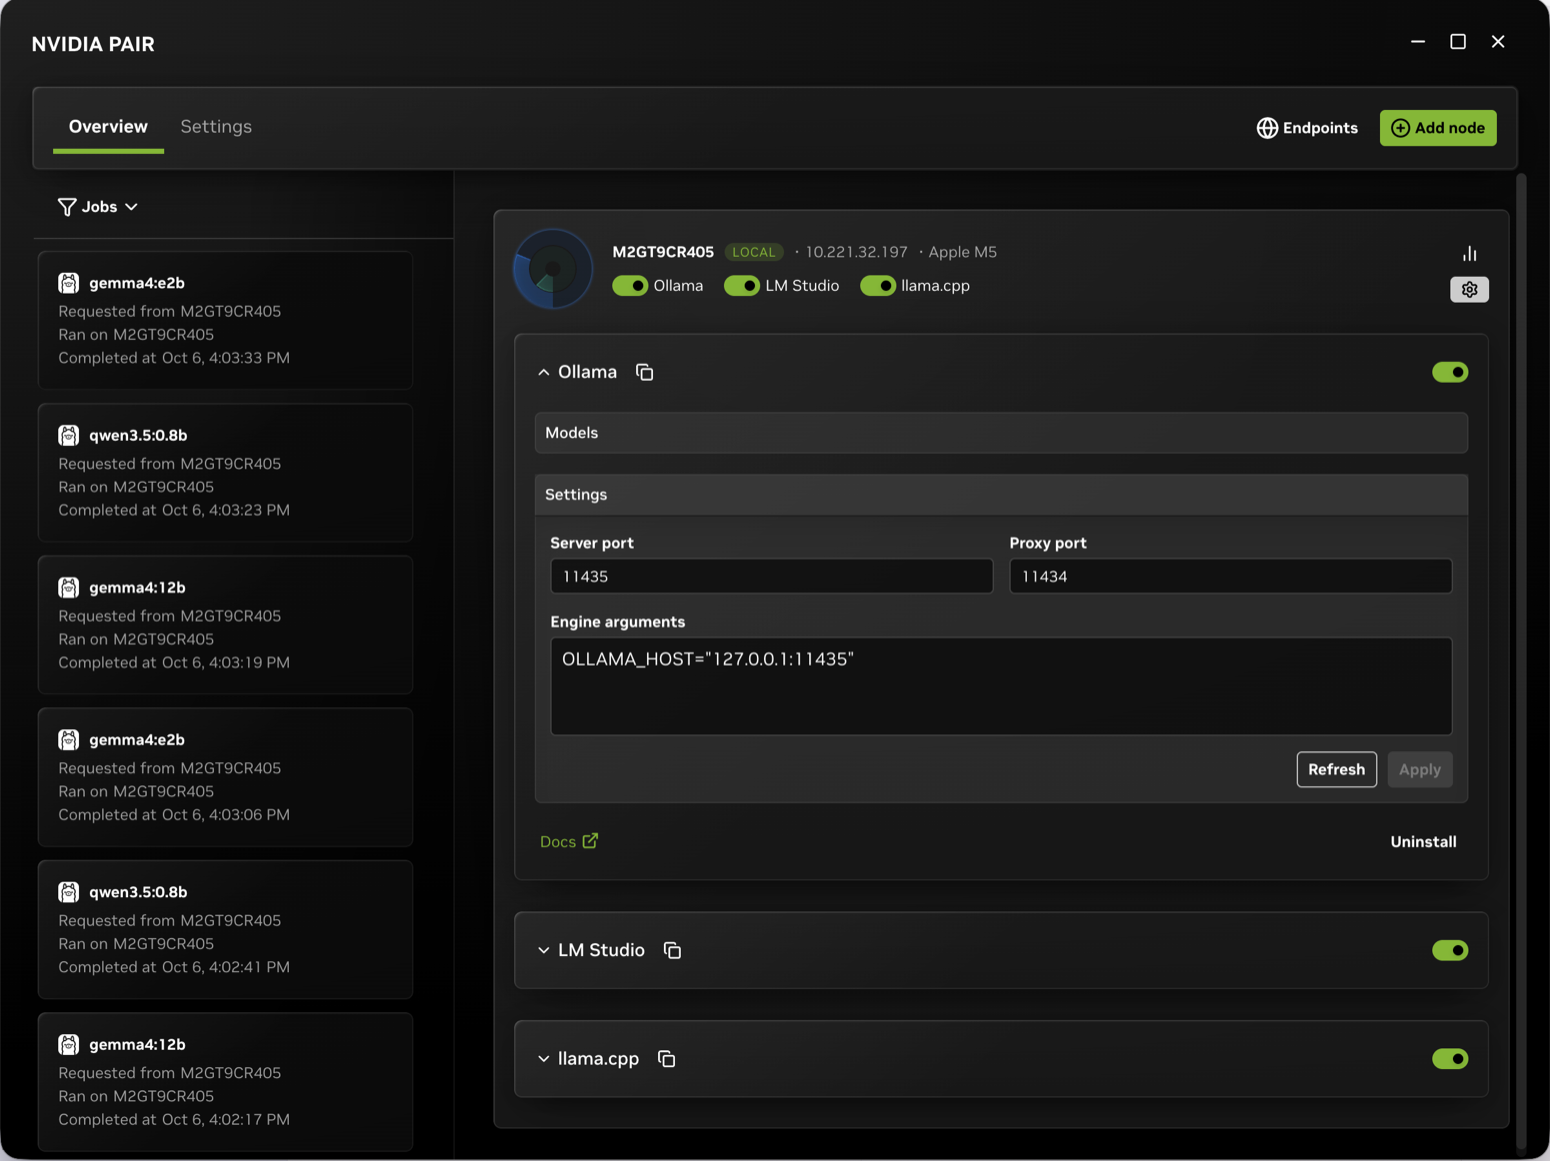 NVIDIA PAIR
Overview
Settings
Endpoints
Add node
Jobs
gemma4:e2b
Requested from M2GT9CR405
Ran on M2GT9CR405
Completed at Oct 6, 4:03:33 PM
qwen3.5:0.8b
Requested from M2GT9CR405
Ran on M2GT9CR405
Completed at Oct 6, 4:03:23 PM
gemma4:12b
Requested from M2GT9CR405
Ran on M2GT9CR405
Completed at Oct 6, 4:03:19 PM
gemma4:e2b
Requested from M2GT9CR405
Ran on M2GT9CR405
Completed at Oct 6, 4:03:06 PM
qwen3.5:0.8b
Requested from M2GT9CR405
Ran on M2GT9CR405
Completed at Oct 6, 4:02:41 PM
gemma4:12b
Requested from M2GT9CR405
Ran on M2GT9CR405
Completed at Oct 6, 4:02:17 PM
M2GT9CR405 LOCAL · 10.221.32.197 · Apple M5
Ollama LM Studio llama.cpp
Ollama
Models
Settings
Server port
11435
Proxy port
11434
Engine arguments
OLLAMA_HOST="127.0.0.1:11435"
Refresh
Apply
Docs
Uninstall
LM Studio
llama.cpp